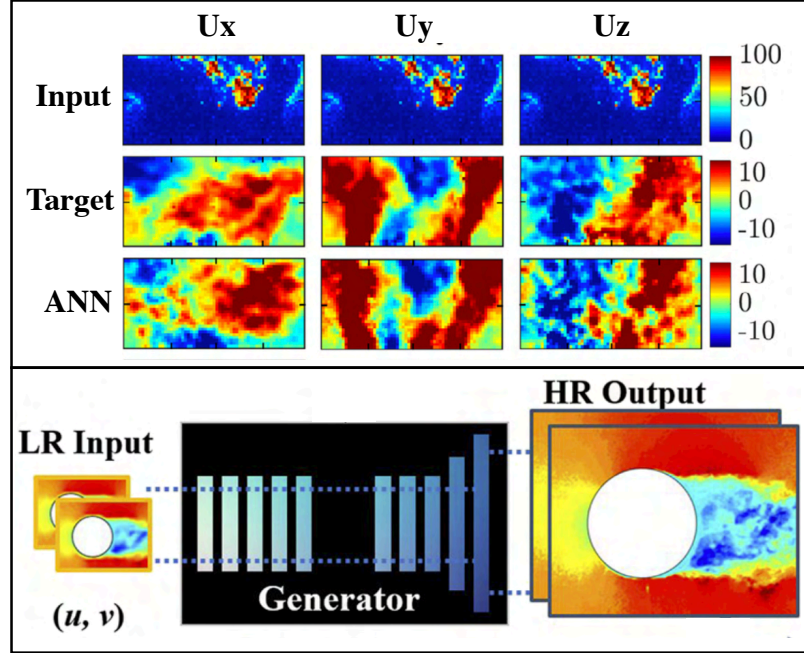 Ux Uy Uz
Input 100
50
0
Target 10
0
-10
ANN 10
0
-10
HR Output
LR Input
Generator
(u, v)